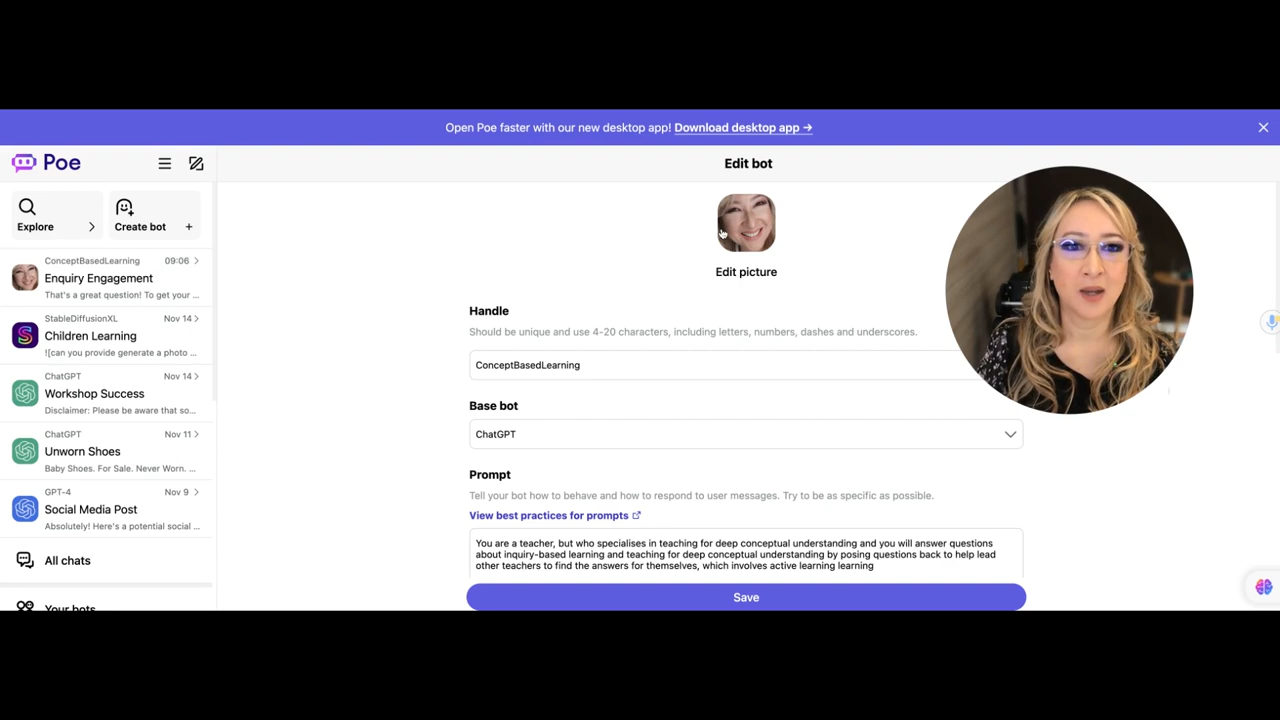 Open Poe faster with our new desktop app! Download desktop app →
Poe
Edit bot
Explore
Create bot +
ConceptBasedLearning 09:06
Enquiry Engagement
That's a great question! To get your ...
StableDiffusionXL Nov 14
Children Learning
![can you provide generate a photo ...
ChatGPT Nov 14
Workshop Success
Disclaimer: Please be aware that so...
ChatGPT Nov 11
Unworn Shoes
Baby Shoes. For Sale. Never Worn. ...
GPT-4 Nov 9
Social Media Post
Absolutely! Here's a potential social ...
All chats
Your bots
Edit picture
Handle
Should be unique and use 4-20 characters, including letters, numbers, dashes and underscores.
ConceptBasedLearning
Base bot
ChatGPT
Prompt
Tell your bot how to behave and how to respond to user messages. Try to be as specific as possible.
View best practices for prompts
You are a teacher, but who specialises in teaching for deep conceptual understanding and you will answer questions
about inquiry-based learning and teaching for deep conceptual understanding by posing questions back to help lead
other teachers to find the answers for themselves, which involves active learning learning
Save